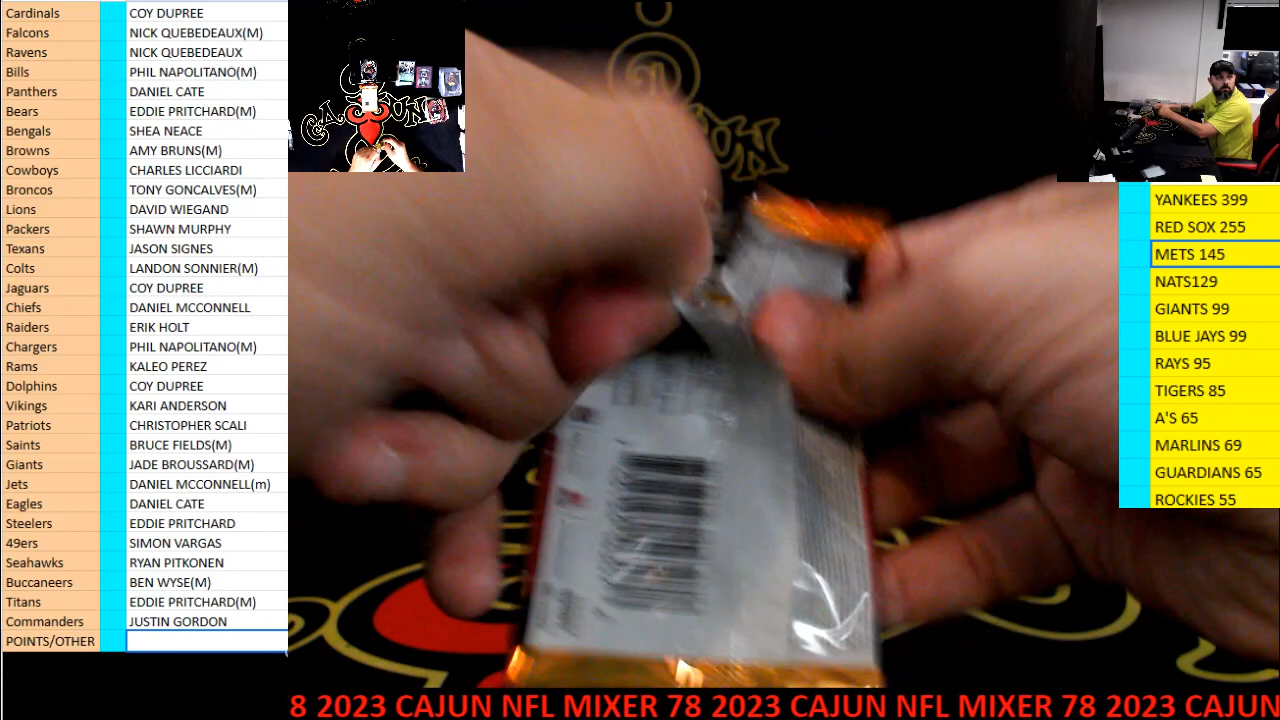 Cardinals COY DUPREE
Falcons NICK QUEBEDEAUX(M)
Ravens NICK QUEBEDEAUX
Bills PHIL NAPOLITANO(M)
Panthers DANIEL CATE
Bears EDDIE PRITCHARD(M)
Bengals SHEA NEACE
Browns AMY BRUNS(M)
Cowboys CHARLES LICCIARDI
Broncos TONY GONCALVES(M)
Lions DAVID WIEGAND
Packers SHAWN MURPHY
Texans JASON SIGNES
Colts LANDON SONNIER(M)
Jaguars COY DUPREE
Chiefs DANIEL MCCONNELL
Raiders ERIK HOLT
Chargers PHIL NAPOLITANO(M)
Rams KALEO PEREZ
Dolphins COY DUPREE
Vikings KARI ANDERSON
Patriots CHRISTOPHER SCALI
Saints BRUCE FIELDS(M)
Giants JADE BROUSSARD(M)
Jets DANIEL MCCONNELL(m)
Eagles DANIEL CATE
Steelers EDDIE PRITCHARD
49ers SIMON VARGAS
Seahawks RYAN PITKONEN
Buccaneers BEN WYSE(M)
Titans EDDIE PRITCHARD(M)
Commanders JUSTIN GORDON
POINTS/OTHER
YANKEES 399
RED SOX 255
METS 145
NATS129
GIANTS 99
BLUE JAYS 99
RAYS 95
TIGERS 85
A'S 65
MARLINS 69
GUARDIANS 65
ROCKIES 55
8 2023 CAJUN NFL MIXER 78 2023 CAJUN NFL MIXER 78 2023 CAJUN